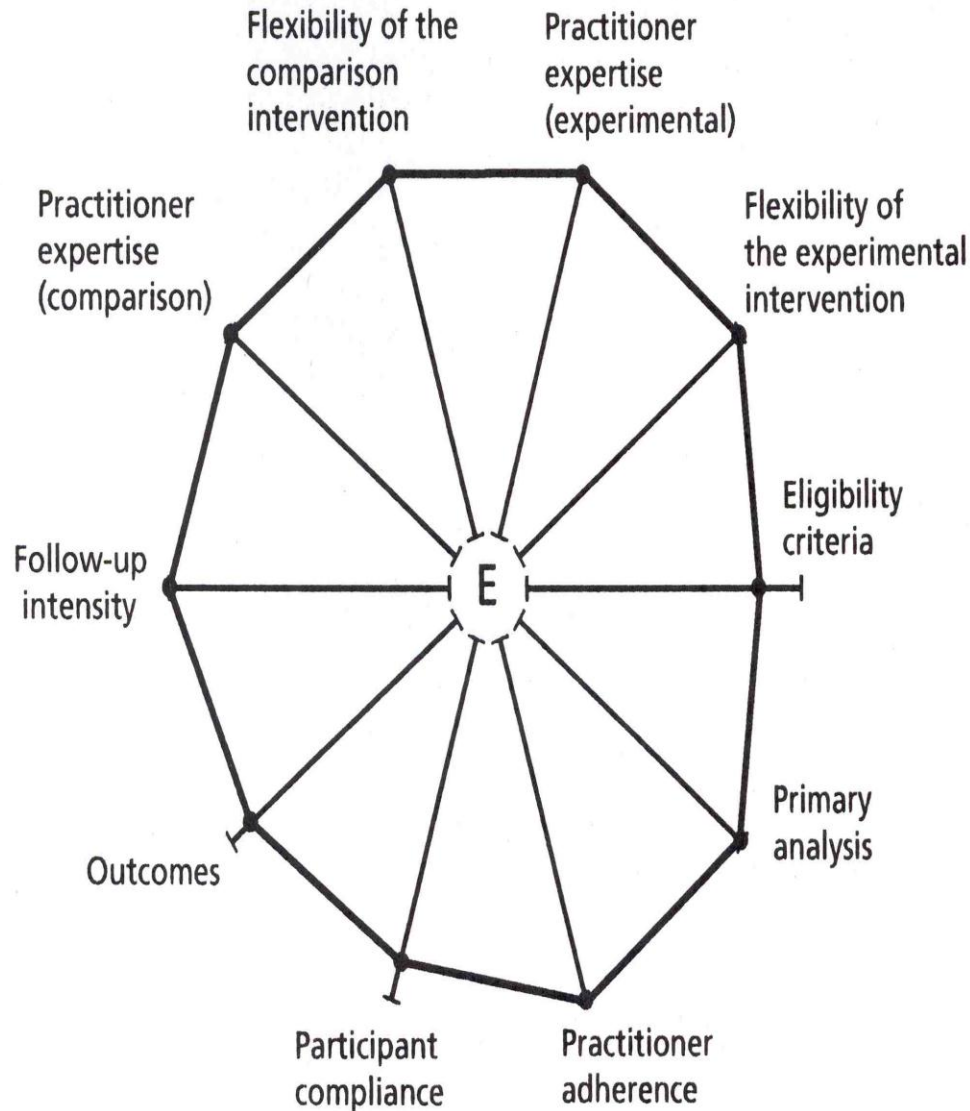 Flexibility of the
comparison
intervention
Practitioner
expertise
(experimental)
Practitioner
expertise
(comparison)
Flexibility of
the experimental
intervention
Eligibility
criteria
Follow-up
intensity
E
Primary
analysis
Outcomes
Participant
compliance
Practitioner
adherence